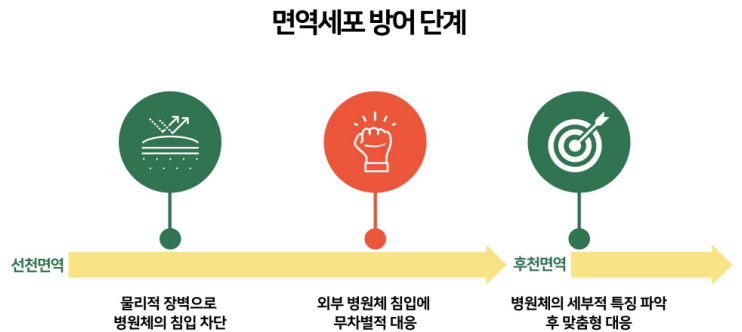 면역세포 방어 단계
선천면역
후천면역
물리적 장벽으로
병원체의 침입 차단
외부 병원체 침입에
무차별적 대응
병원체의 세부적 특징 파악
후 맞춤형 대응